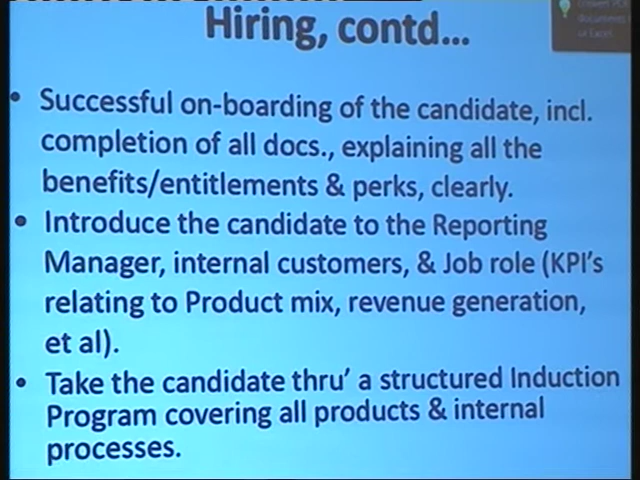 Hiring, contd...
• Successful on-boarding of the candidate, incl.
completion of all docs., explaining all the
benefits/entitlements & perks, clearly.
• Introduce the candidate to the Reporting
Manager, internal customers, & Job role (KPI's
relating to Product mix, revenue generation,
et al).
• Take the candidate thru' a structured Induction
Program covering all products & internal
processes.
or Excel